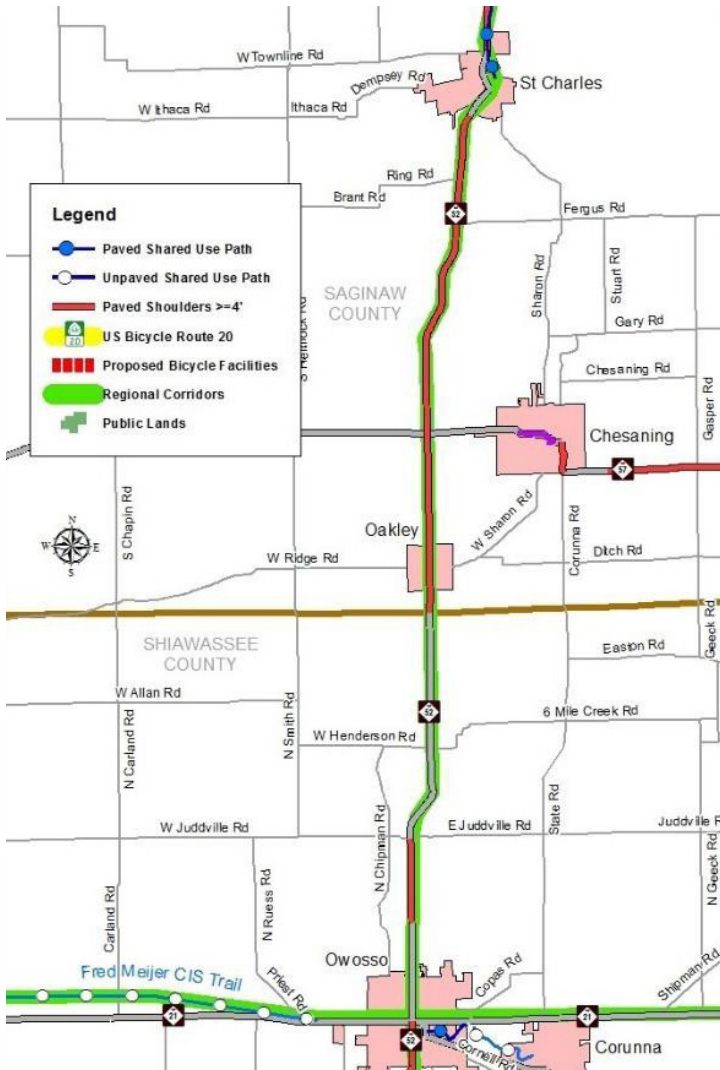 W Townline Rd
Dempsey Rd
St Charles
W Ithaca Rd
Ithaca Rd
Ring Rd
Brant Rd
52
Fergus Rd
Legend
Paved Shared Use Path
Unpaved Shared Use Path
Paved Shoulders >=4'
20
US Bicycle Route 20
Proposed Bicycle Facilities
Regional Corridors
Public Lands
SAGINAW
COUNTY
S Hemlock Rd
Sharon Rd
Stuart Rd
Gary Rd
Chesaning Rd
Gasper Rd
Chesaning
57
S Chapin Rd
N
W
E
S
Oakley
W Sharon Rd
W Ridge Rd
Corunna Rd
Ditch Rd
SHIAWASSEE
COUNTY
Easton Rd
Geeck Rd
W Allan Rd
52
6 Mile Creek Rd
N Carland Rd
N Smith Rd
W Henderson Rd
W Juddville Rd
N Chipman Rd
E Juddville Rd
State Rd
Juddville R
N Geeck Rd
Carland Rd
N Ruess Rd
Owosso
Copas Rd
Shipman Rd
Fred Meijer CIS Trail
Priest Rd
21
21
52
Gornell Rd
Corunna